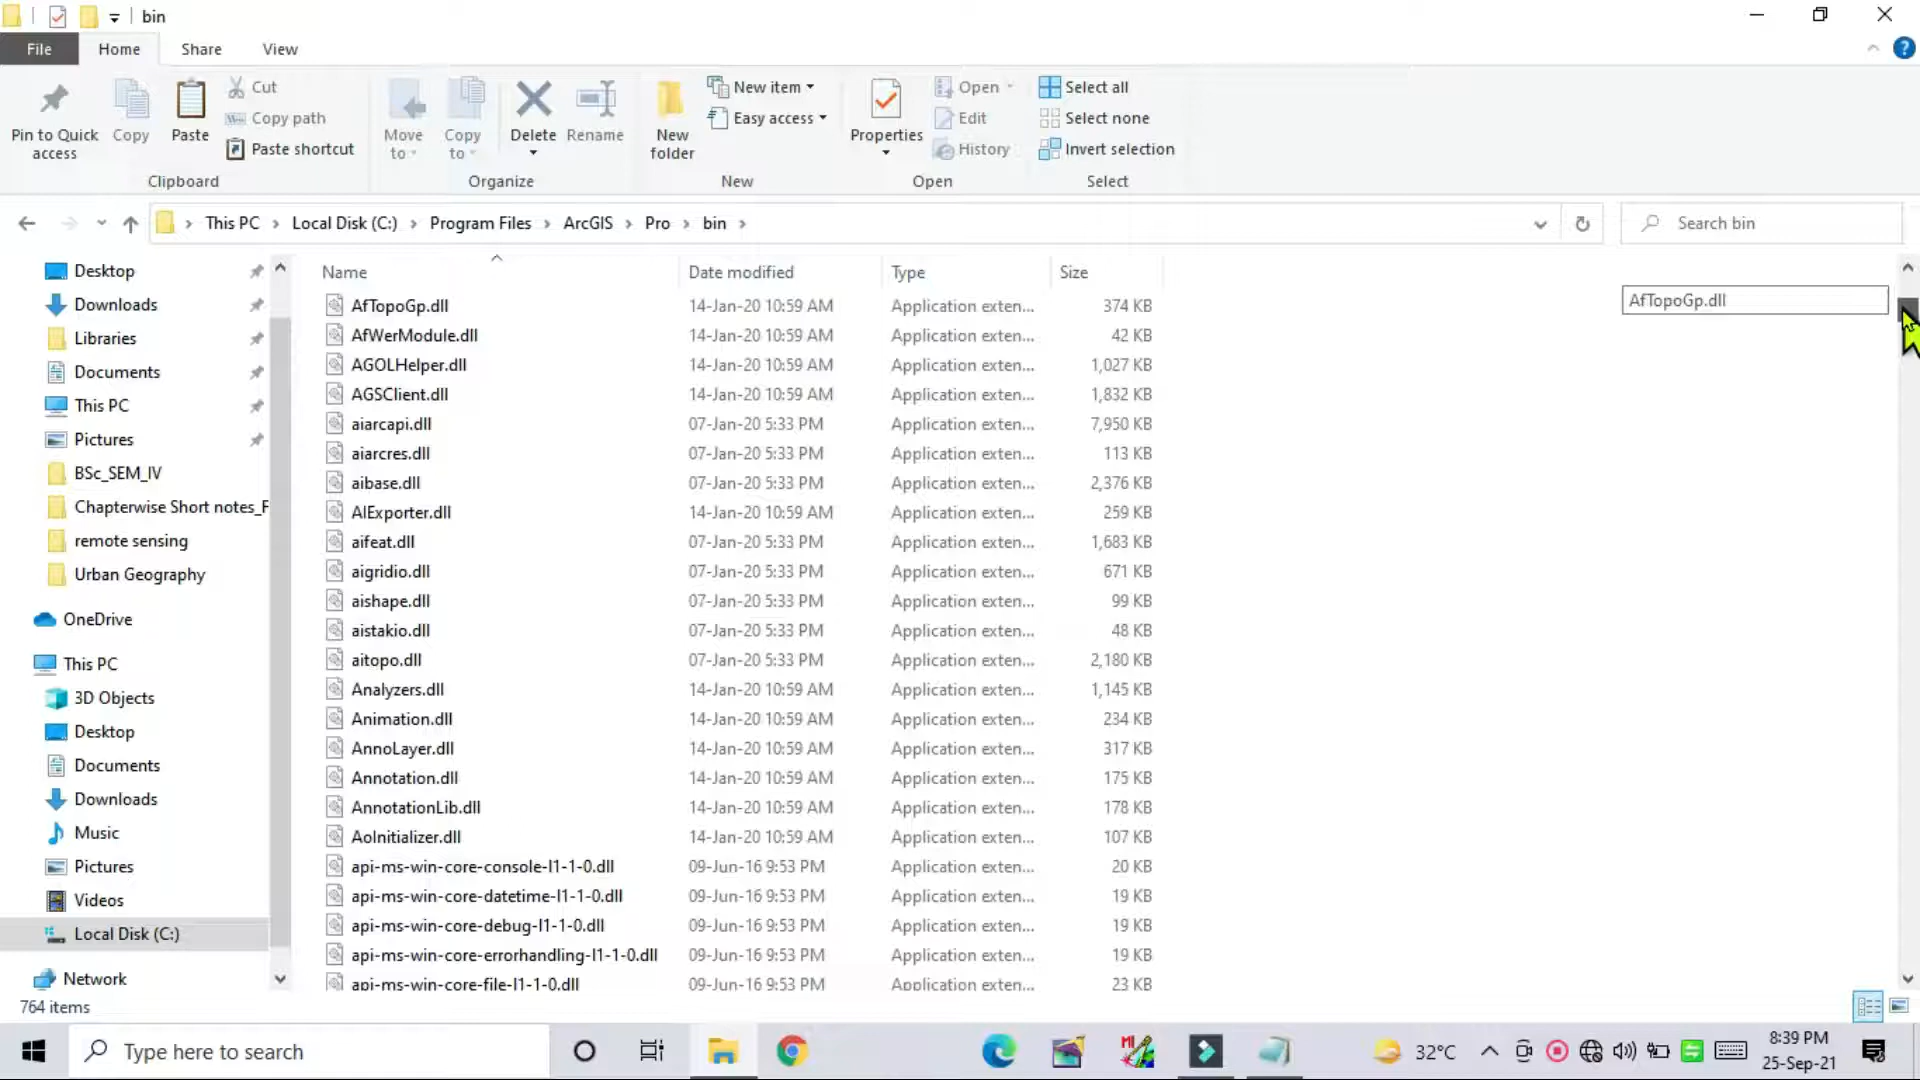 bin
File Home Share View
Pin to Quick access
Copy
Paste
Cut
Copy path
Paste shortcut
Clipboard
Move to
Copy to
Delete
Rename
Organize
New folder
New item
Easy access
New
Properties
Open
Edit
History
Open
Select all
Select none
Invert selection
Select
This PC > Local Disk (C:) > Program Files > ArcGIS > Pro > bin >
Search bin
Desktop
Downloads
Libraries
Documents
This PC
Pictures
BSc_SEM_IV
Chapterwise Short notes_F
remote sensing
Urban Geography
OneDrive
This PC
3D Objects
Desktop
Documents
Downloads
Music
Pictures
Videos
Local Disk (C:)
Network
Name Date modified Type Size
AfTopoGp.dll 14-Jan-20 10:59 AM Application exten... 374 KB
AfWerModule.dll 14-Jan-20 10:59 AM Application exten... 42 KB
AGOLHelper.dll 14-Jan-20 10:59 AM Application exten... 1,027 KB
AGSClient.dll 14-Jan-20 10:59 AM Application exten... 1,832 KB
aiarcapi.dll 07-Jan-20 5:33 PM Application exten... 7,950 KB
aiarcres.dll 07-Jan-20 5:33 PM Application exten... 113 KB
aibase.dll 07-Jan-20 5:33 PM Application exten... 2,376 KB
AIExporter.dll 14-Jan-20 10:59 AM Application exten... 259 KB
aifeat.dll 07-Jan-20 5:33 PM Application exten... 1,683 KB
aigridio.dll 07-Jan-20 5:33 PM Application exten... 671 KB
aishape.dll 07-Jan-20 5:33 PM Application exten... 99 KB
aistakio.dll 07-Jan-20 5:33 PM Application exten... 48 KB
aitopo.dll 07-Jan-20 5:33 PM Application exten... 2,180 KB
Analyzers.dll 14-Jan-20 10:59 AM Application exten... 1,145 KB
Animation.dll 14-Jan-20 10:59 AM Application exten... 234 KB
AnnoLayer.dll 14-Jan-20 10:59 AM Application exten... 317 KB
Annotation.dll 14-Jan-20 10:59 AM Application exten... 175 KB
AnnotationLib.dll 14-Jan-20 10:59 AM Application exten... 178 KB
AoInitializer.dll 14-Jan-20 10:59 AM Application exten... 107 KB
api-ms-win-core-console-l1-1-0.dll 09-Jun-16 9:53 PM Application exten... 20 KB
api-ms-win-core-datetime-l1-1-0.dll 09-Jun-16 9:53 PM Application exten... 19 KB
api-ms-win-core-debug-l1-1-0.dll 09-Jun-16 9:53 PM Application exten... 19 KB
api-ms-win-core-errorhandling-l1-1-0.dll 09-Jun-16 9:53 PM Application exten... 19 KB
api-ms-win-core-file-l1-1-0.dll 09-Jun-16 9:53 PM Application exten... 23 KB
AfTopoGp.dll
764 items
Type here to search
32°C
8:39 PM
25-Sep-21